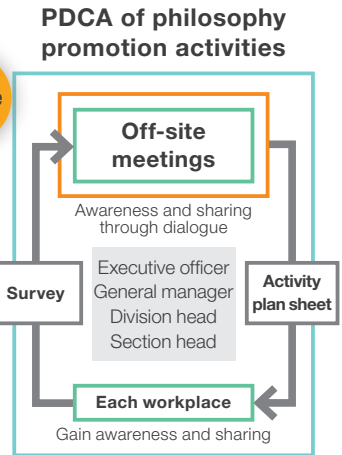 PDCA of philosophy
promotion activities
Off-site
meetings
Awareness and sharing
through dialogue
Executive officer
General manager
Division head
Section head
Survey
Activity
plan sheet
Each workplace
Gain awareness and sharing